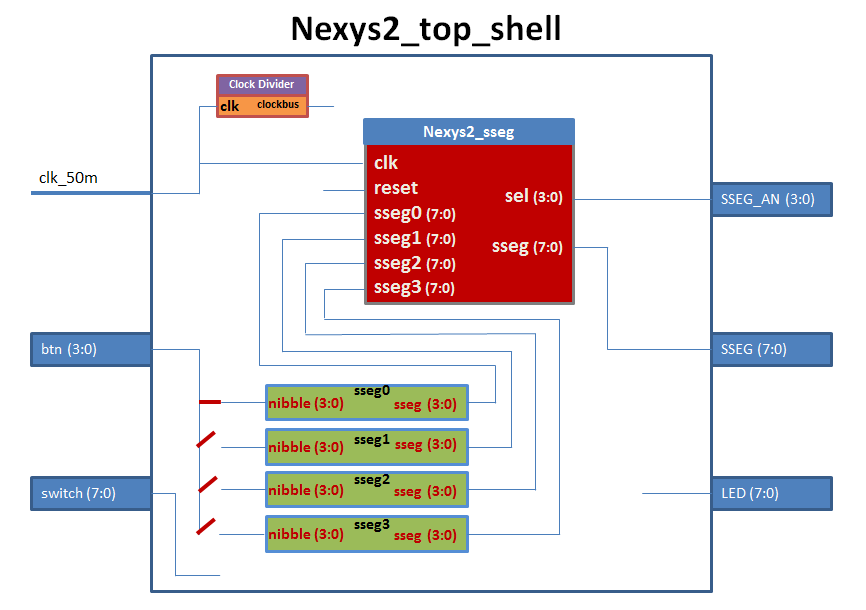 Nexys2_top_shell
Clock Divider
clk clockbus
Nexys2_sseg
clk
reset
sseg0 (7:0)
sseg1 (7:0)
sseg2 (7:0)
sseg3 (7:0)
sel (3:0)
sseg (7:0)
clk_50m
SSEG_AN (3:0)
btn (3:0)
SSEG (7:0)
sseg0
nibble (3:0) sseg (3:0)
sseg1
nibble (3:0) sseg (3:0)
sseg2
nibble (3:0) sseg (3:0)
sseg3
nibble (3:0) sseg (3:0)
switch (7:0)
LED (7:0)